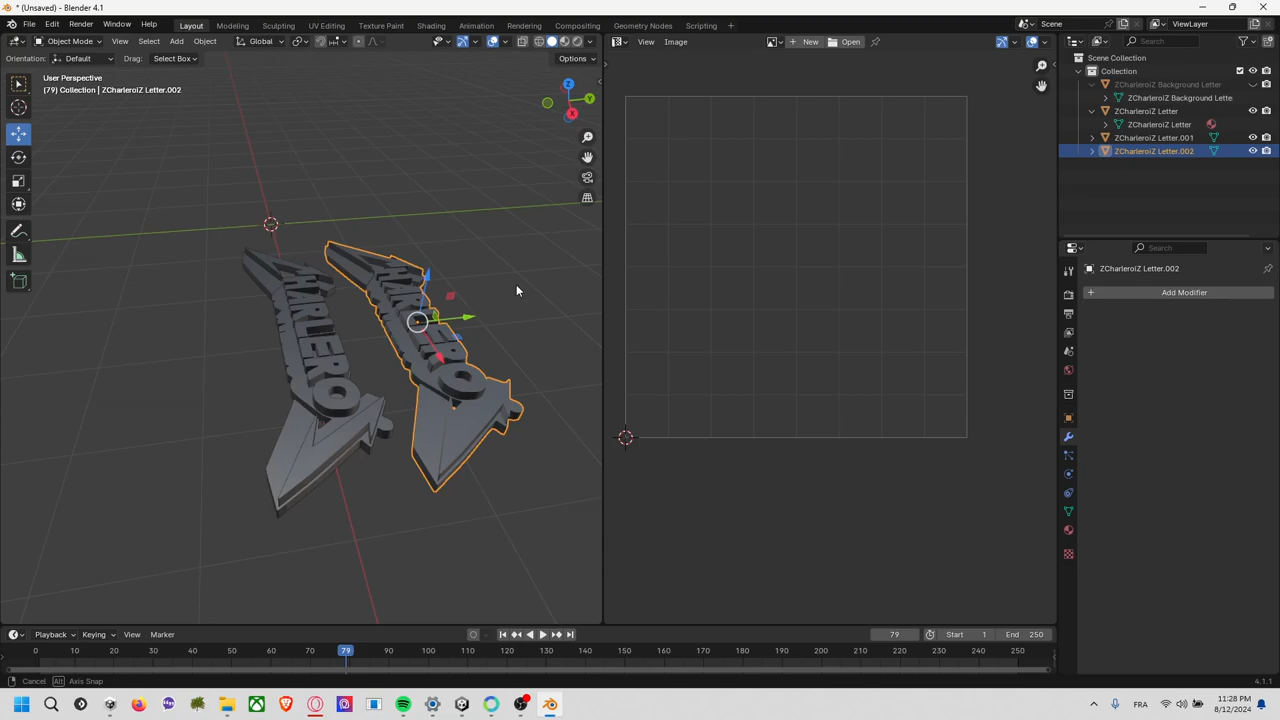 * (Unsaved) - Blender 4.1
File Edit Render Window Help Layout Modeling Sculpting UV Editing Texture Paint Shading Animation Rendering Compositing Geometry Nodes Scripting + Scene ViewLayer
Object Mode View Select Add Object Global View Image New Open Search
Orientation: Default Drag: Select Box Options
Scene Collection
Collection
User Perspective
(79) Collection | ZCharleroiZ Letter.002
ZCharleroiZ Background Letter
ZCharleroiZ Background Lette
ZCharleroiZ Letter
ZCharleroiZ Letter
ZCharleroiZ Letter.001
ZCharleroiZ Letter.002
Z
Y
X
Search
ZCharleroiZ Letter.002
+ Add Modifier
HARLERO
Playback Keying View Marker 79 Start 1 End 250
0 10 20 30 40 50 60 70 79 90 100 110 120 130 140 150 160 170 180 190 200 210 220 230 240 250
Cancel Alt Axis Snap 4.1.1
FRA
11:28 PM
8/12/2024